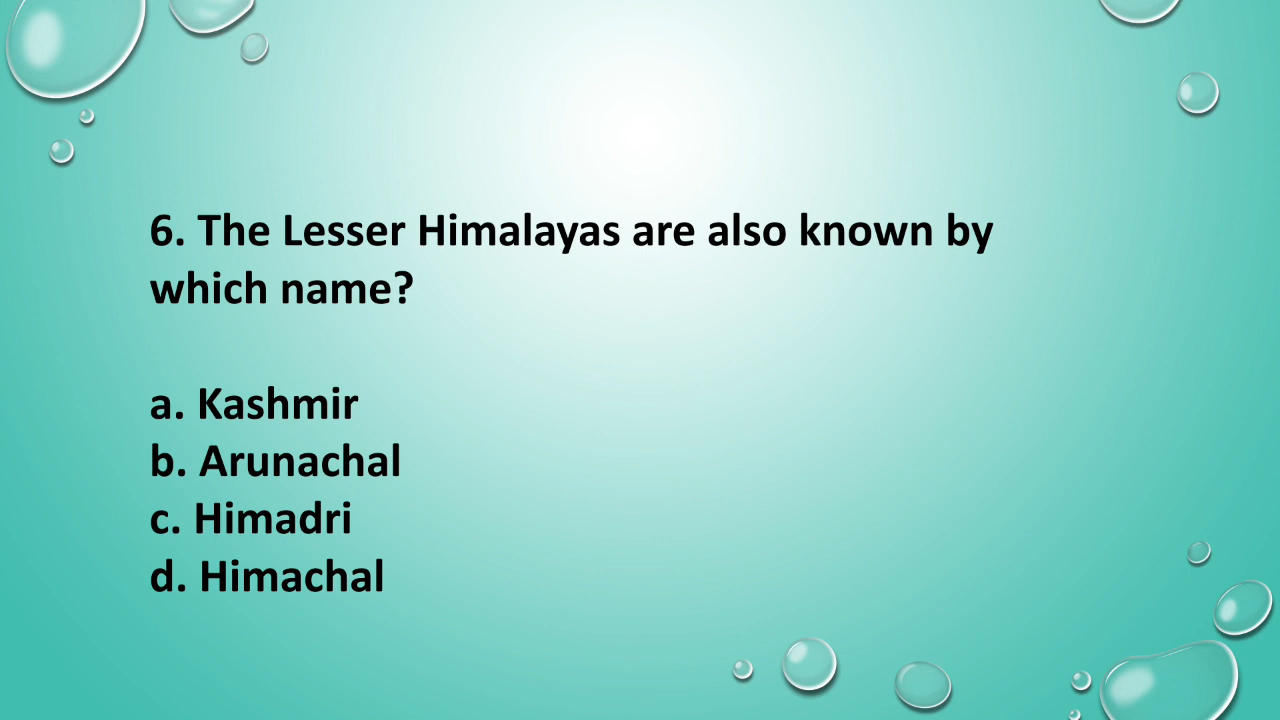 6. The Lesser Himalayas are also known by
which name?
a. Kashmir
b. Arunachal
c. Himadri
d. Himachal